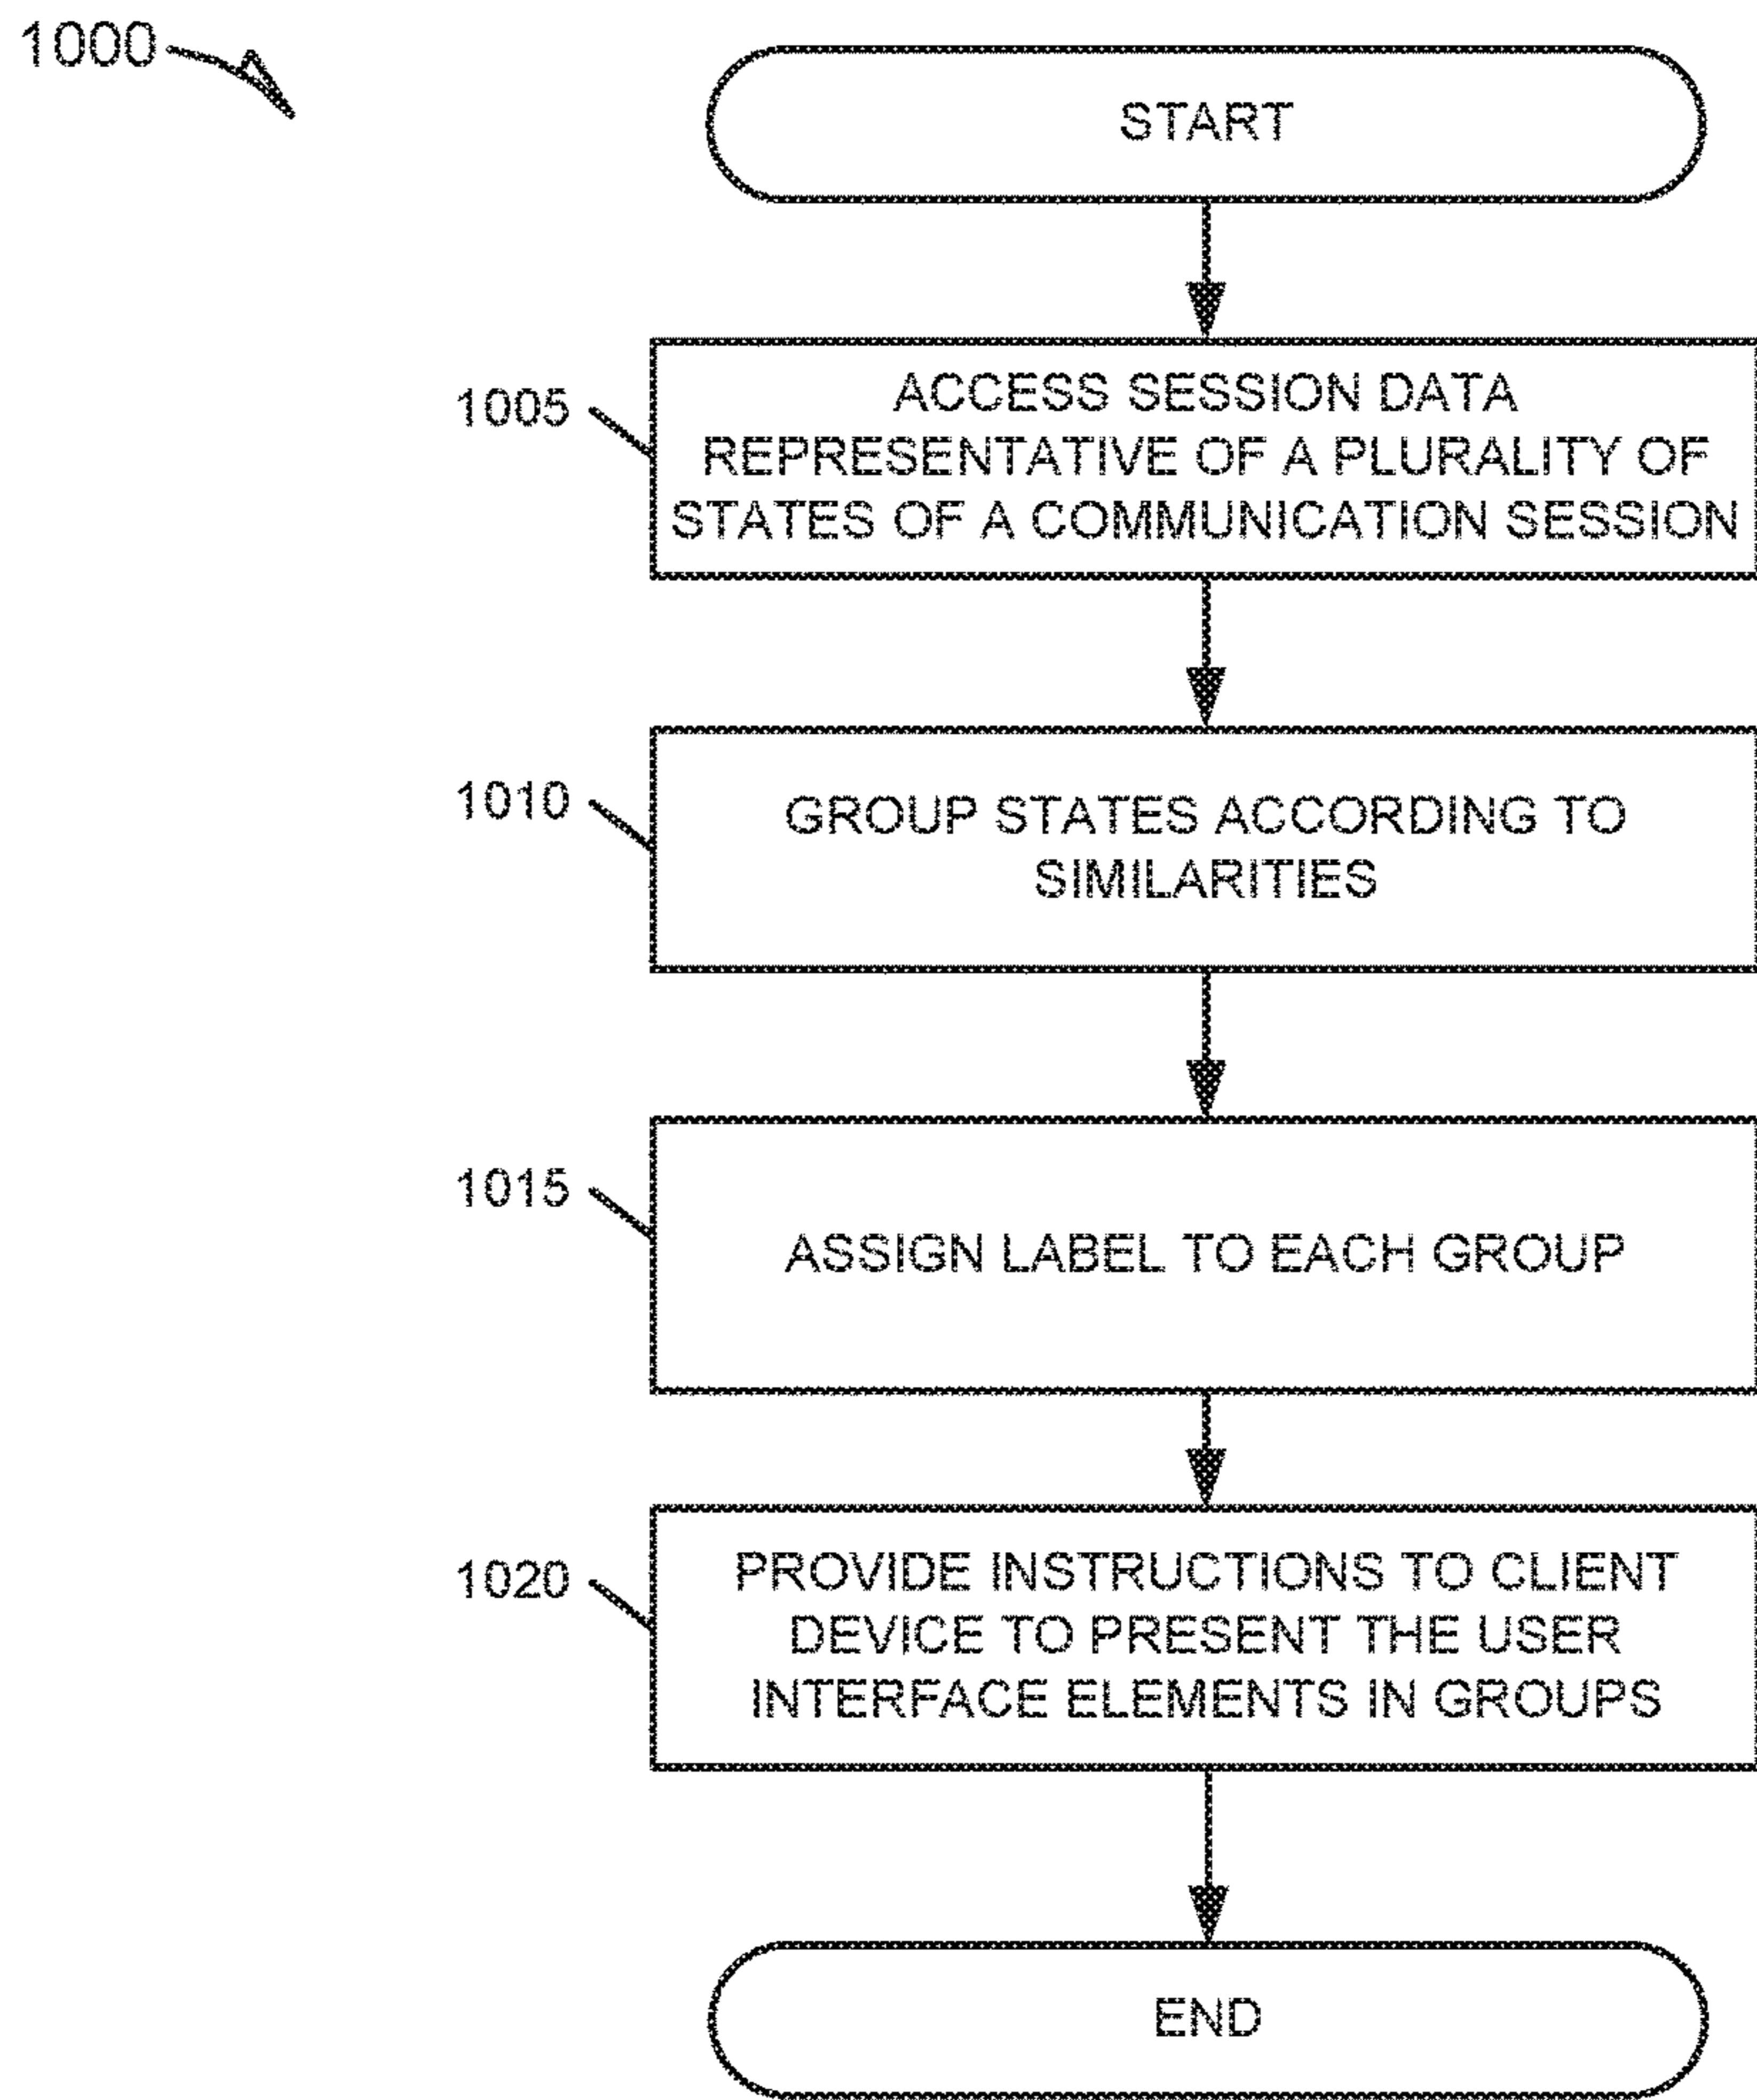 1000
START
1005
ACCESS SESSION DATA
REPRESENTATIVE OF A PLURALITY OF
STATES OF A COMMUNICATION SESSION
1010
GROUP STATES ACCORDING TO
SIMILARITIES
1015
ASSIGN LABEL TO EACH GROUP
1020
PROVIDE INSTRUCTIONS TO CLIENT
DEVICE TO PRESENT THE USER
INTERFACE ELEMENTS IN GROUPS
END